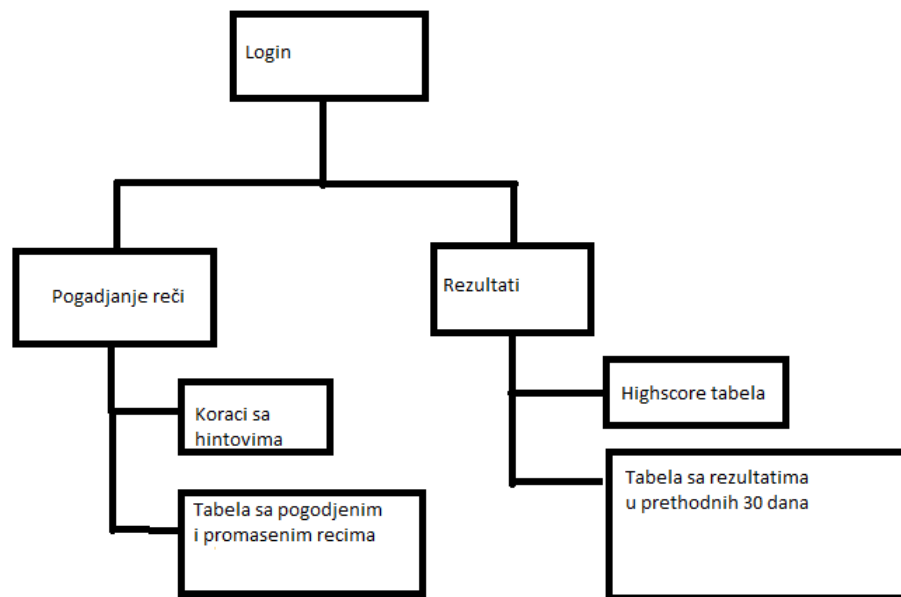 Login
Pogadjanje reči
Rezultati
Koraci sa
hintovima
Highscore tabela
Tabela sa pogodjenim
i promasenim recima
Tabela sa rezultatima
u prethodnih 30 dana